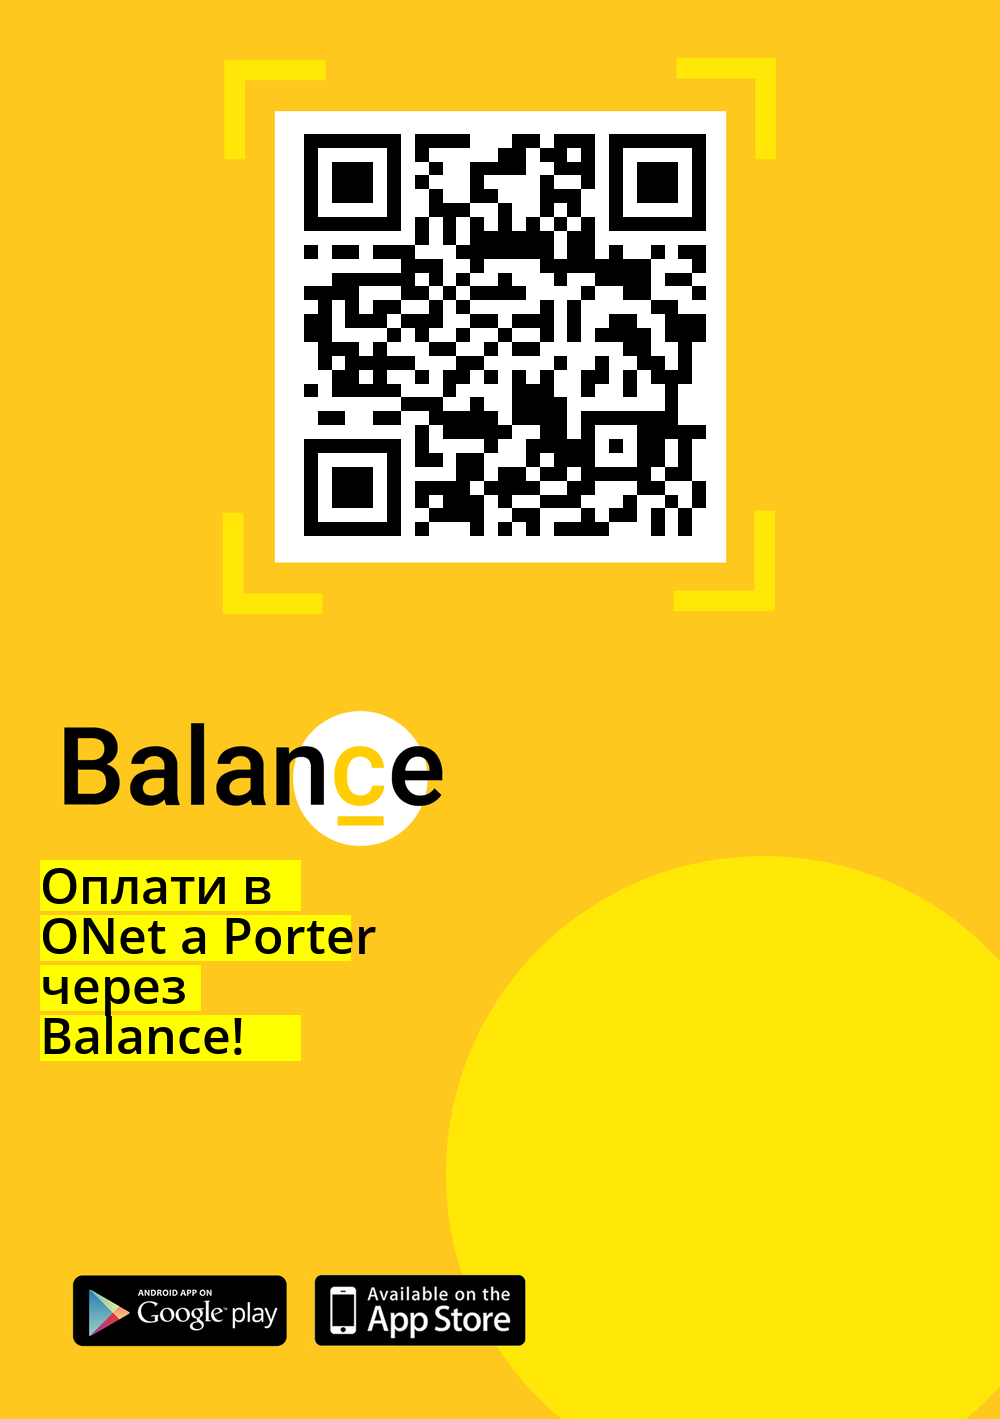 Balance
Оплати в
ONet a Porter
через
Balance!
ANDROID APP ON
Google play
Available on the
App Store